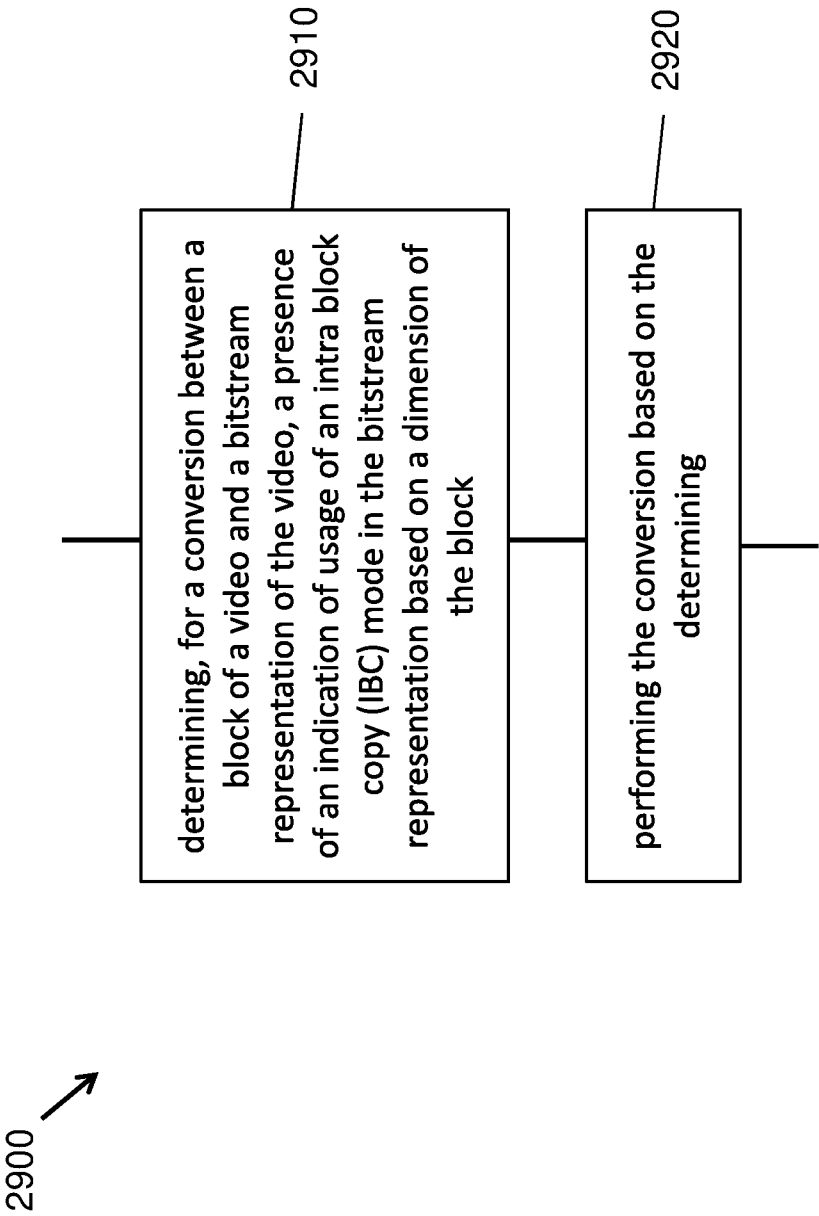 2900
determining, for a conversion between a
block of a video and a bitstream
representation of the video, a presence
of an indication of usage of an intra block
copy (IBC) mode in the bitstream
representation based on a dimension of
the block
2910
performing the conversion based on the
determining
2920